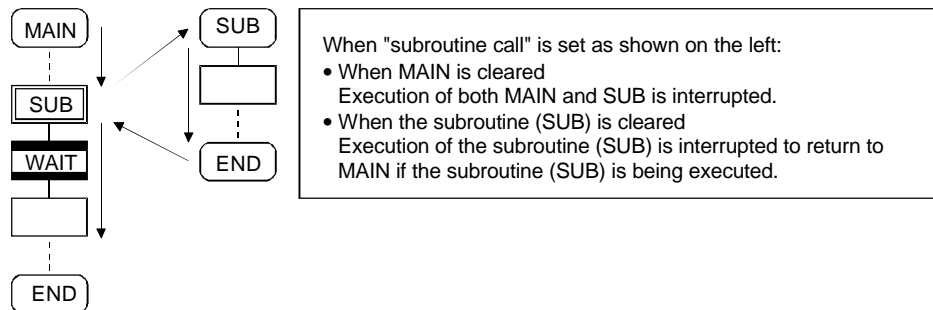 MAIN
SUB
WAIT
END
SUB
END
When "subroutine call" is set as shown on the left:
• When MAIN is cleared
Execution of both MAIN and SUB is interrupted.
• When the subroutine (SUB) is cleared
Execution of the subroutine (SUB) is interrupted to return to
MAIN if the subroutine (SUB) is being executed.